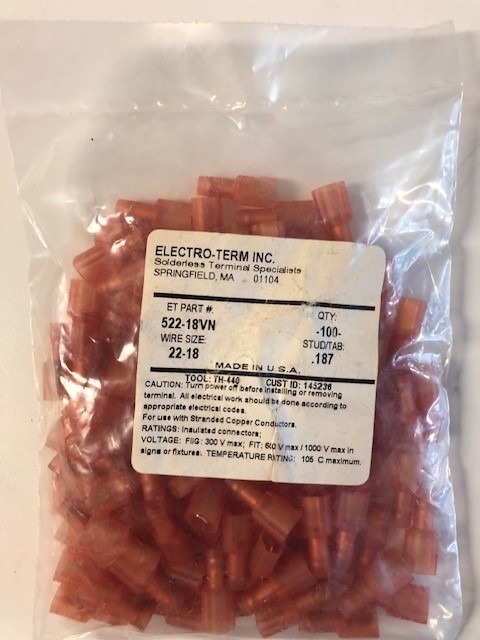 ELECTRO-TERM INC.
Solderless Terminal Specialists
SPRINGFIELD, MA 01104
ET PART #: QTY:
522-18VN -100-
WIRE SIZE: STUD/TAB:
22-18 .187
MADE IN U.S.A.
TOOL: TH-440 CUST ID: 145236
CAUTION: Turn power off before installing or removing
terminal. All electrical work should be done according to
appropriate electrical codes.
For use with Stranded Copper Conductors.
RATINGS: Insulated connectors;
VOLTAGE: FIIG: 300 V max; FIT: 600 V max / 1000 V max in
signs or fixtures. TEMPERATURE RATING: 105 C maximum.